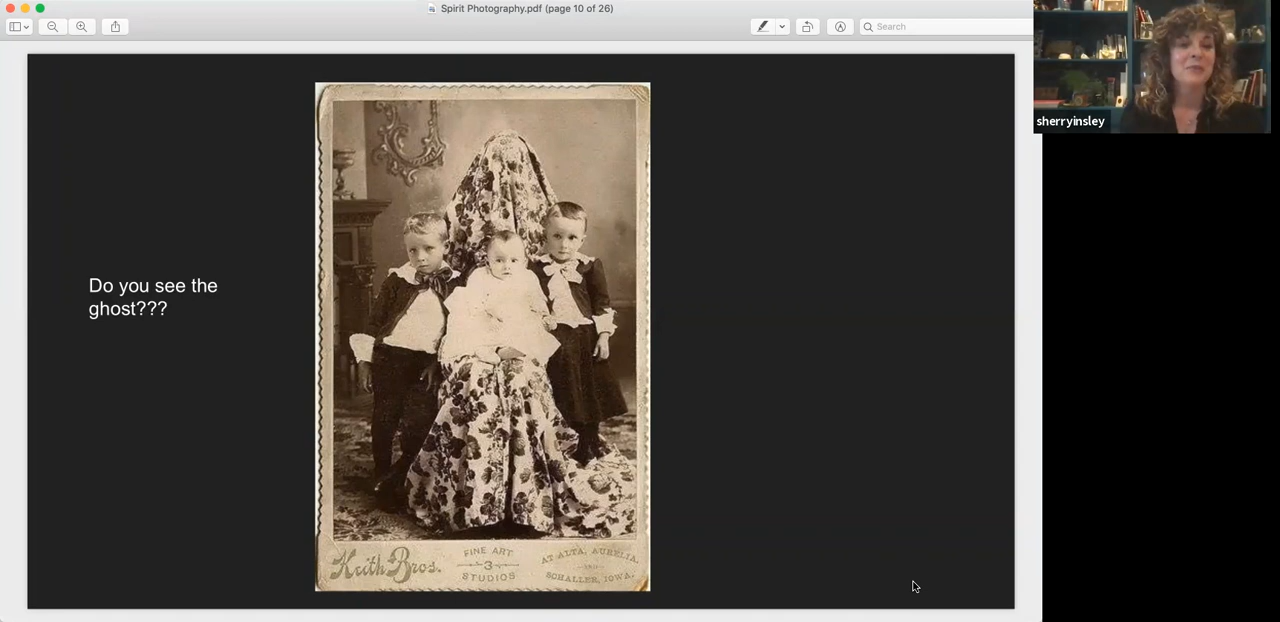 Spirit Photography.pdf (page 10 of 26)
Search
sherryinsley
Do you see the
ghost???
Keith Bros.
FINE ART
3
STUDIOS
AT ALTA, AURELIA,
AND
SCHALLER, IOWA.